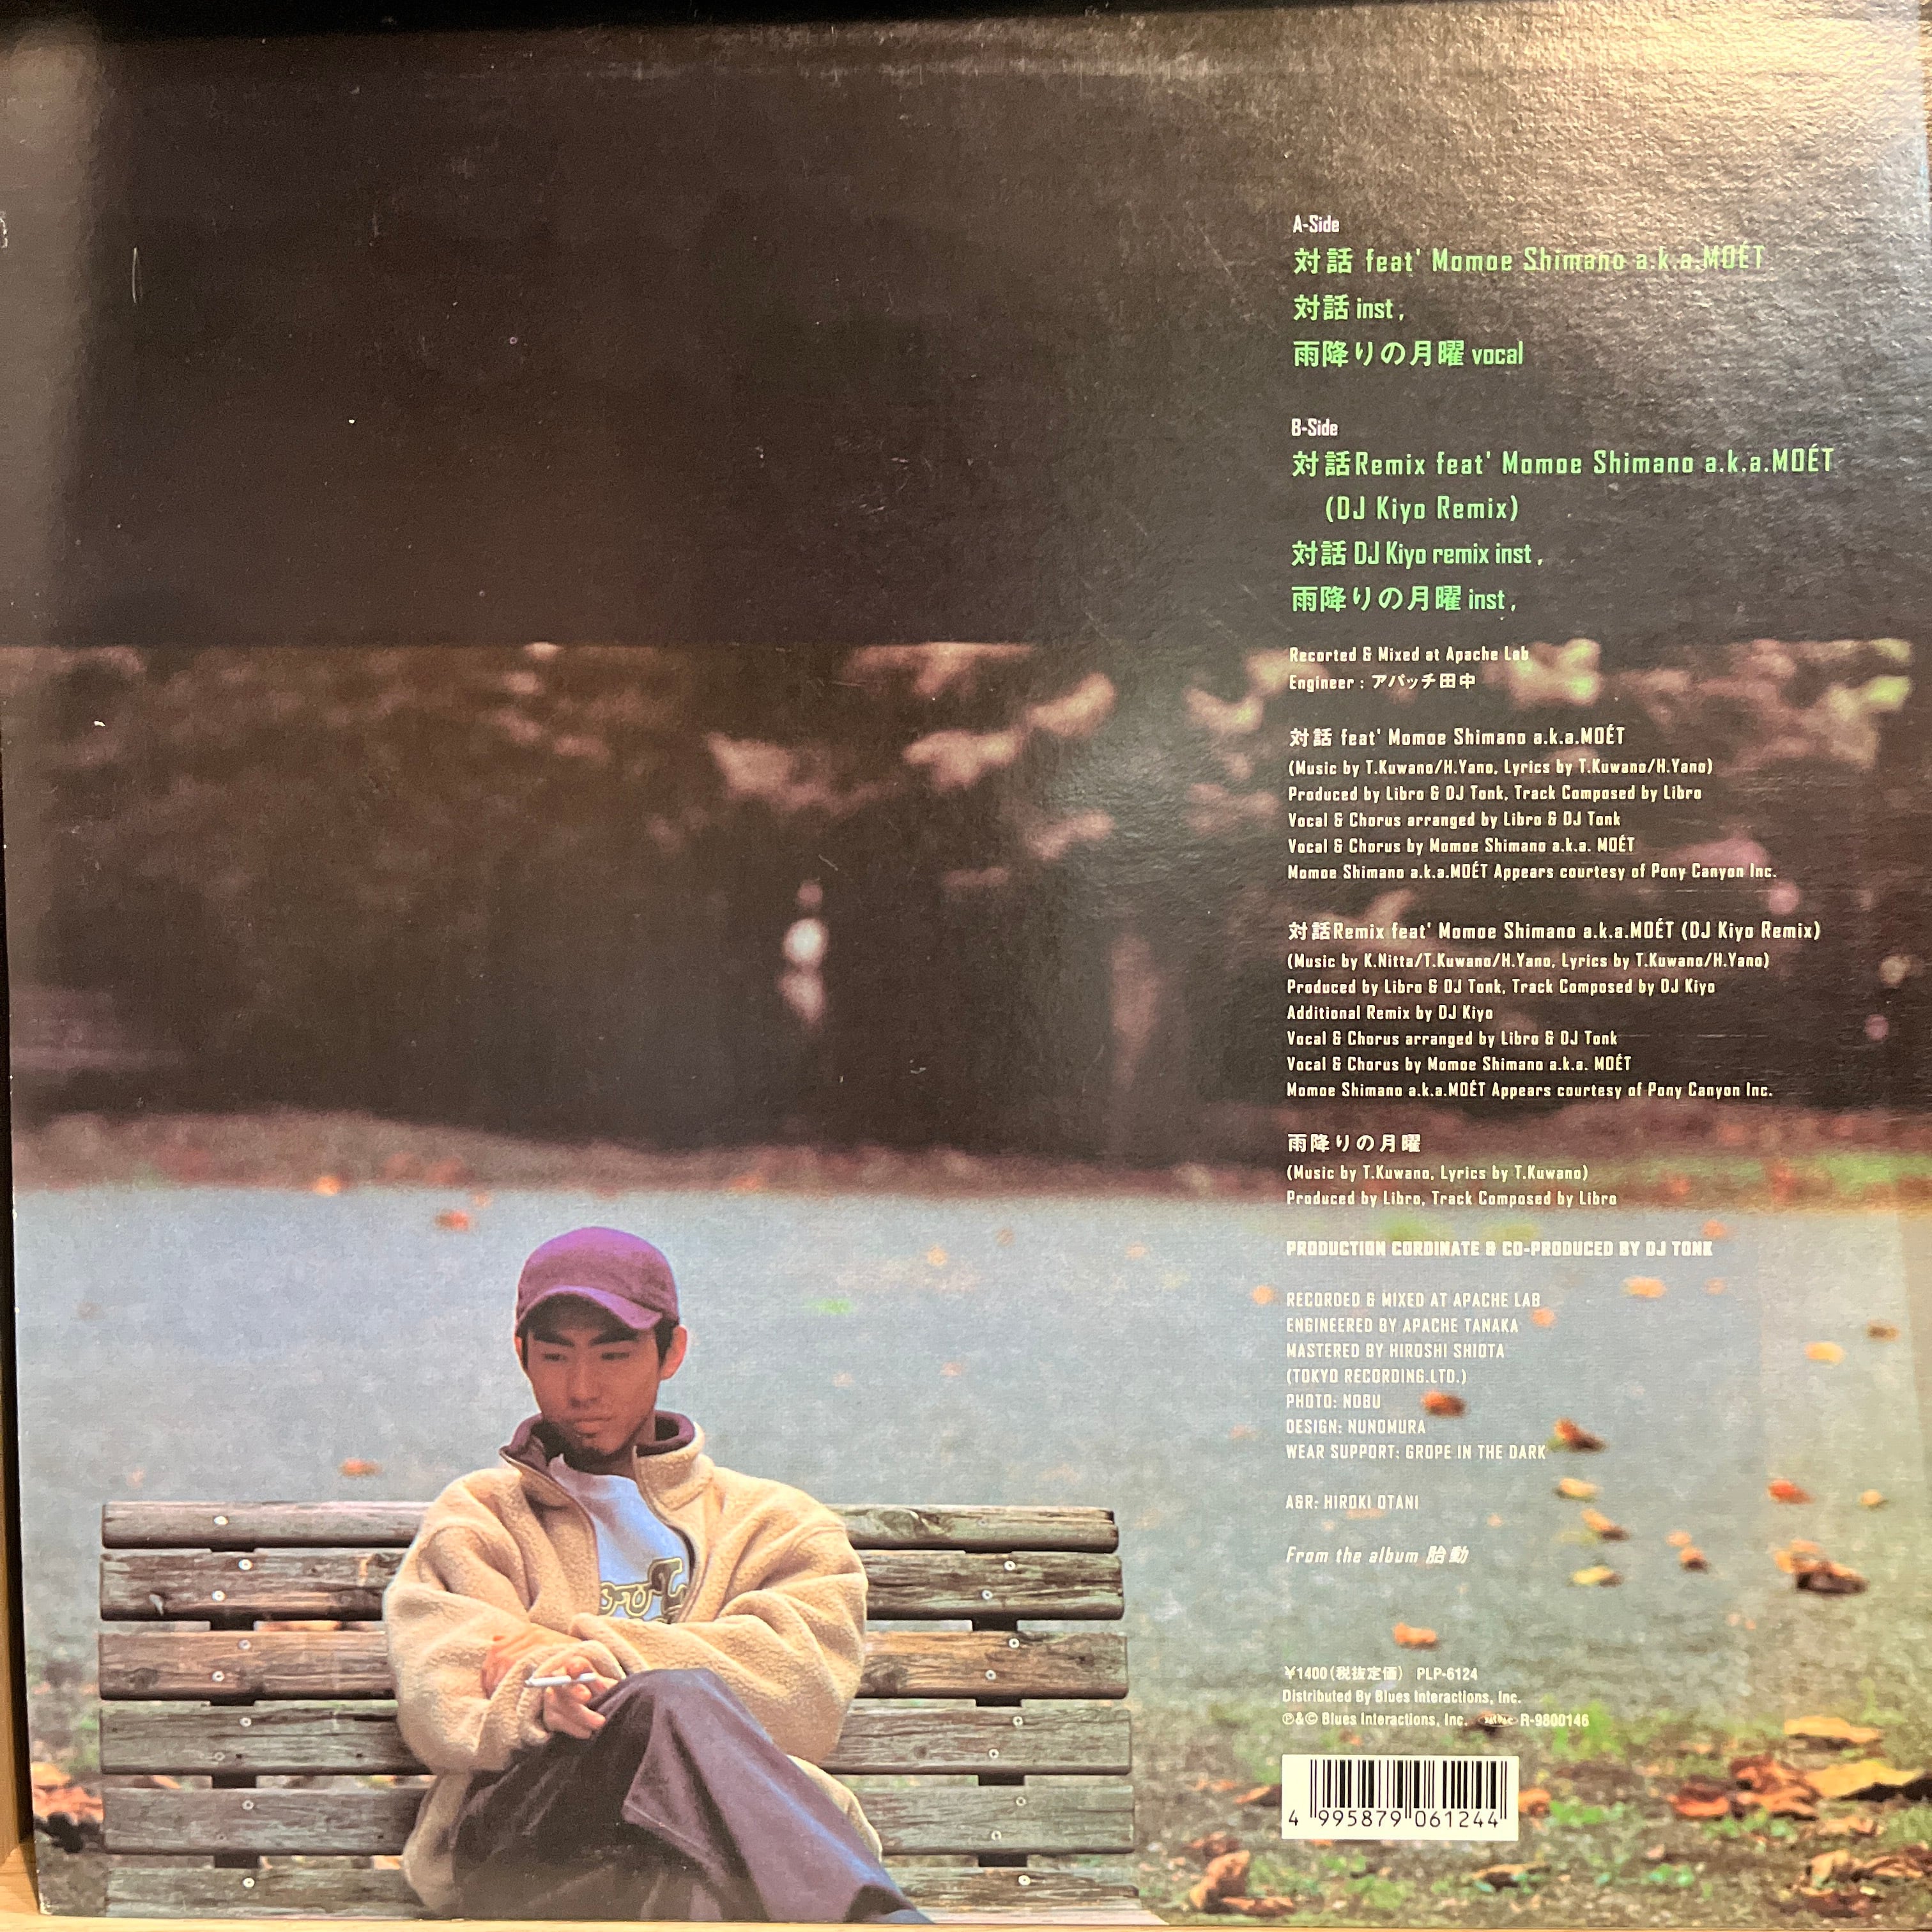 A-Side
対話 feat' Momoe Shimano a.k.a.MOÉT
対話 inst ,
雨降りの月曜 vocal
B-Side
対話Remix feat' Momoe Shimano a.k.a.MOÉT
(DJ Kiyo Remix)
対話 DJ Kiyo remix inst ,
雨降りの月曜 inst ,
Recorted & Mixed at Apache Lab
Engineer : アパッチ田中
対話 feat' Momoe Shimano a.k.a.MOÉT
(Music by T.Kuwano/H.Yano, Lyrics by T.Kuwano/H.Yano)
Produced by Libro & DJ Tonk, Track Composed by Libro
Vocal & Chorus arranged by Libro & DJ Tonk
Vocal & Chorus by Momoe Shimano a.k.a. MOÉT
Momoe Shimano a.k.a.MOÉT Appears courtesy of Pony Canyon Inc.
対話Remix feat' Momoe Shimano a.k.a.MOÉT (DJ Kiyo Remix)
(Music by K.Nitta/T.Kuwano/H.Yano, Lyrics by T.Kuwano/H.Yano)
Produced by Libro & DJ Tonk, Track Composed by DJ Kiyo
Additional Remix by DJ Kiyo
Vocal & Chorus arranged by Libro & DJ Tonk
Vocal & Chorus by Momoe Shimano a.k.a. MOÉT
Momoe Shimano a.k.a.MOÉT Appears courtesy of Pony Canyon Inc.
雨降りの月曜
(Music by T.Kuwano, Lyrics by T.Kuwano)
Produced by Libro, Track Composed by Libro
PRODUCTION CORDINATE & CO-PRODUCED BY DJ TONK
RECORDED & MIXED AT APACHE LAB
ENGINEERED BY APACHE TANAKA
MASTERED BY HIROSHI SHIOTA
(TOKYO RECORDING.LTD.)
PHOTO: NOBU
DESIGN: NUNOMURA
WEAR SUPPORT: GROPE IN THE DARK
A&R: HIROKI OTANI
From the album 胎動
¥1400(税抜定価) PLP-6124
Distributed By Blues Interactions, Inc.
℗&© Blues Interactions, Inc. R-9800146
4 995879 061244